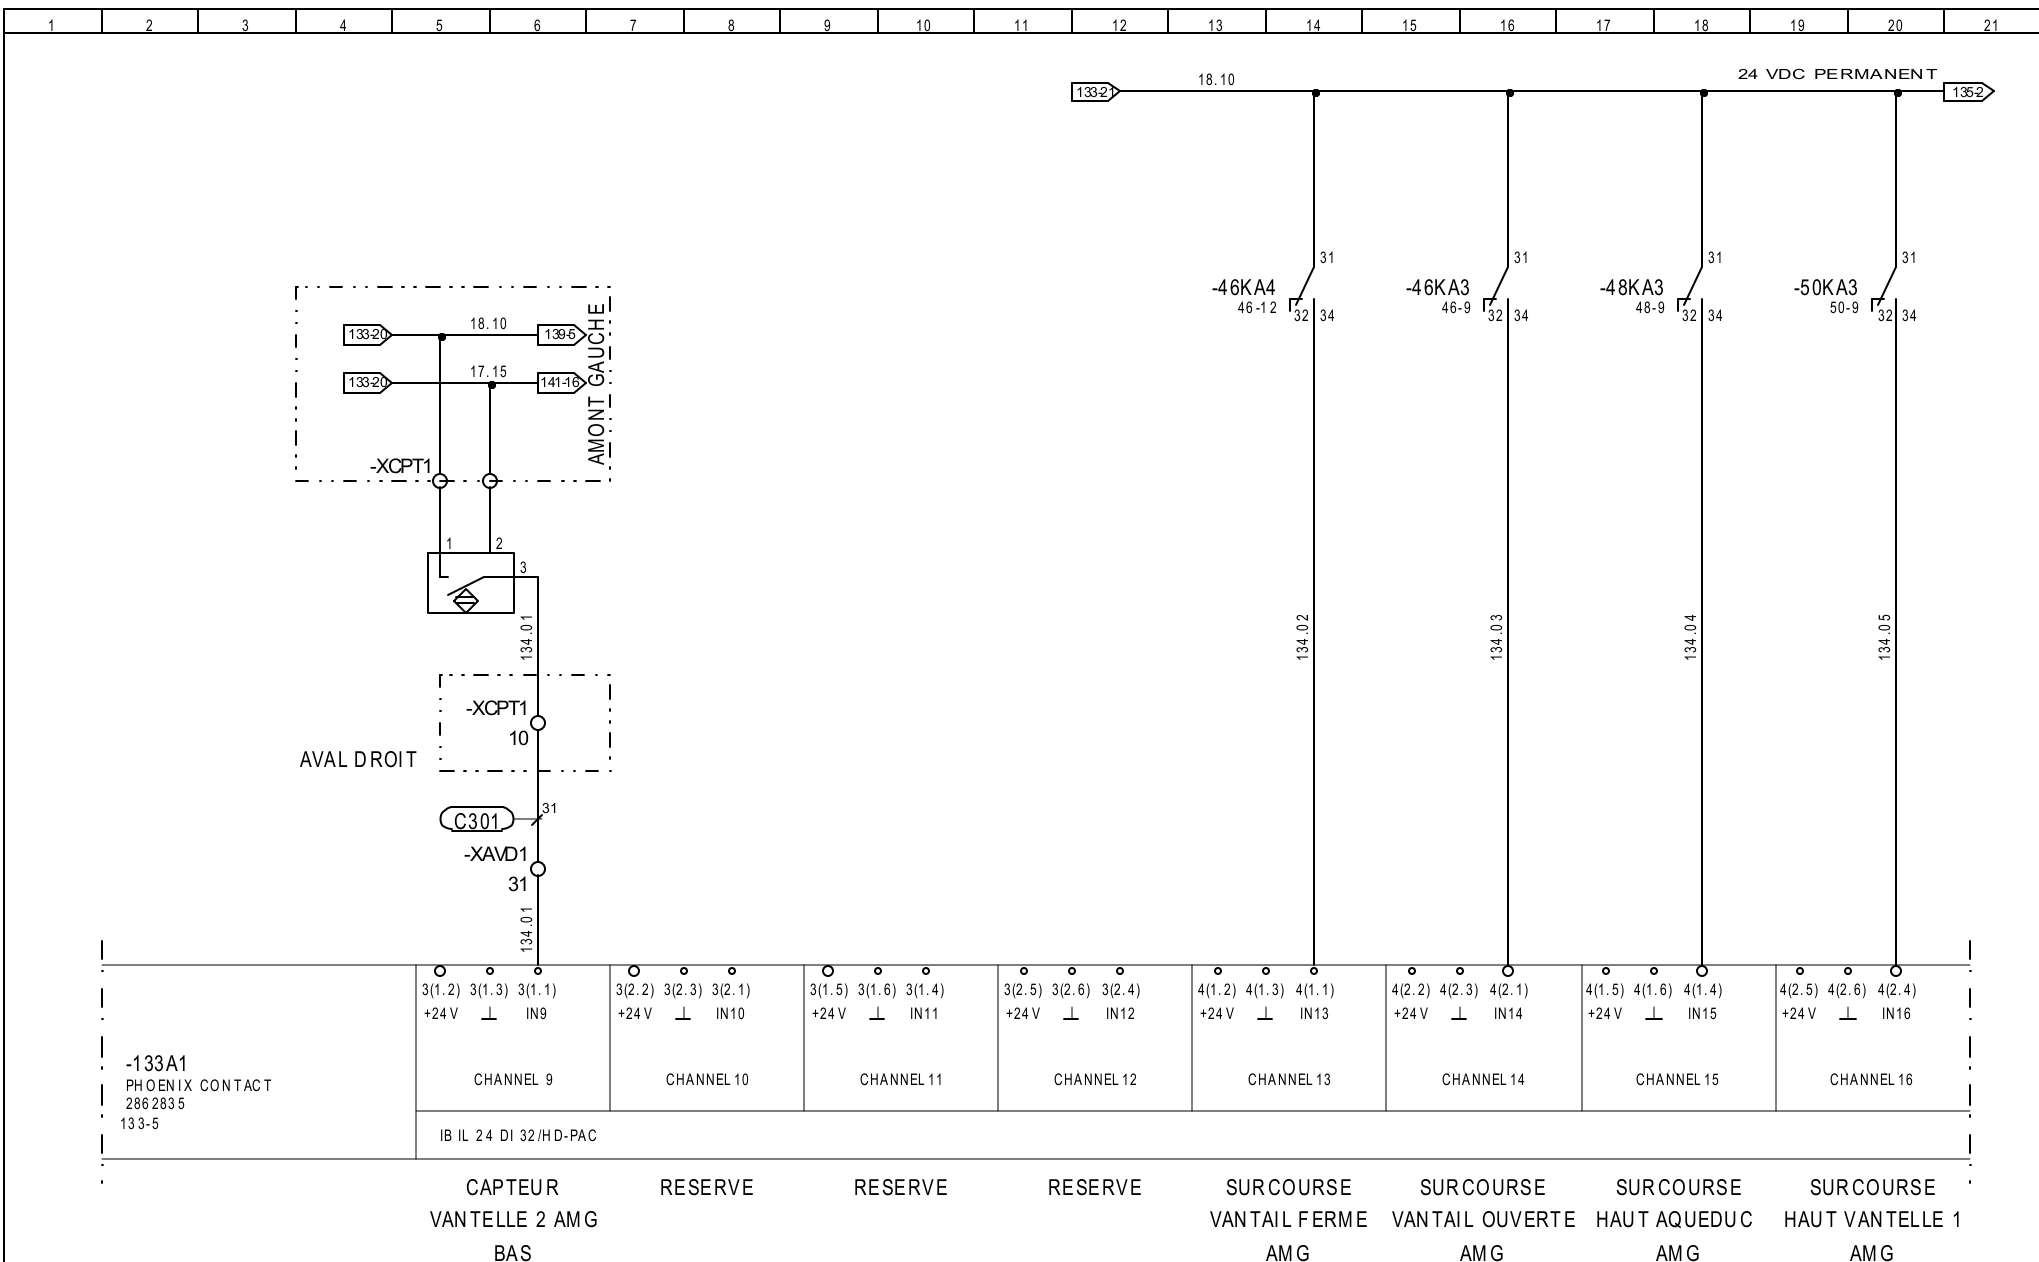 1 2 3 4 5 6 7 8 9 10 11 12 13 14 15 16 17 18 19 20 21
24 VDC PERMANENT
133-21 18.10 135-2
31 31 31 31
-46KA4 -46KA3 -48KA3 -50KA3
46-12 46-9 48-9 50-9
32 34 32 34 32 34 32 34
133-20 18.10 139-5
133-20 17.15 141-16
AMONT GAUCHE
-XCPT1
1 2
3
134.01
134.02 134.03 134.04 134.05
-XCPT1
10
AVAL DROIT
31
C301
-XAVD1
31
134.01
3(1.2) 3(1.3) 3(1.1) 3(2.2) 3(2.3) 3(2.1) 3(1.5) 3(1.6) 3(1.4) 3(2.5) 3(2.6) 3(2.4) 4(1.2) 4(1.3) 4(1.1) 4(2.2) 4(2.3) 4(2.1) 4(1.5) 4(1.6) 4(1.4) 4(2.5) 4(2.6) 4(2.4)
+24V IN9 +24V IN10 +24V IN11 +24V IN12 +24V IN13 +24V IN14 +24V IN15 +24V IN16
-133A1
PHOENIX CONTACT
2862835
133-5
CHANNEL 9 CHANNEL 10 CHANNEL 11 CHANNEL 12 CHANNEL 13 CHANNEL 14 CHANNEL 15 CHANNEL 16
IB IL 24 DI 32/HD-PAC
CAPTEUR
VANTELLE 2 AMG
BAS
RESERVE
RESERVE
RESERVE
SURCOURSE
VANTAIL FERME
AMG
SURCOURSE
VANTAIL OUVERTE
AMG
SURCOURSE
HAUT AQUEDUC
AMG
SURCOURSE
HAUT VANTELLE 1
AMG